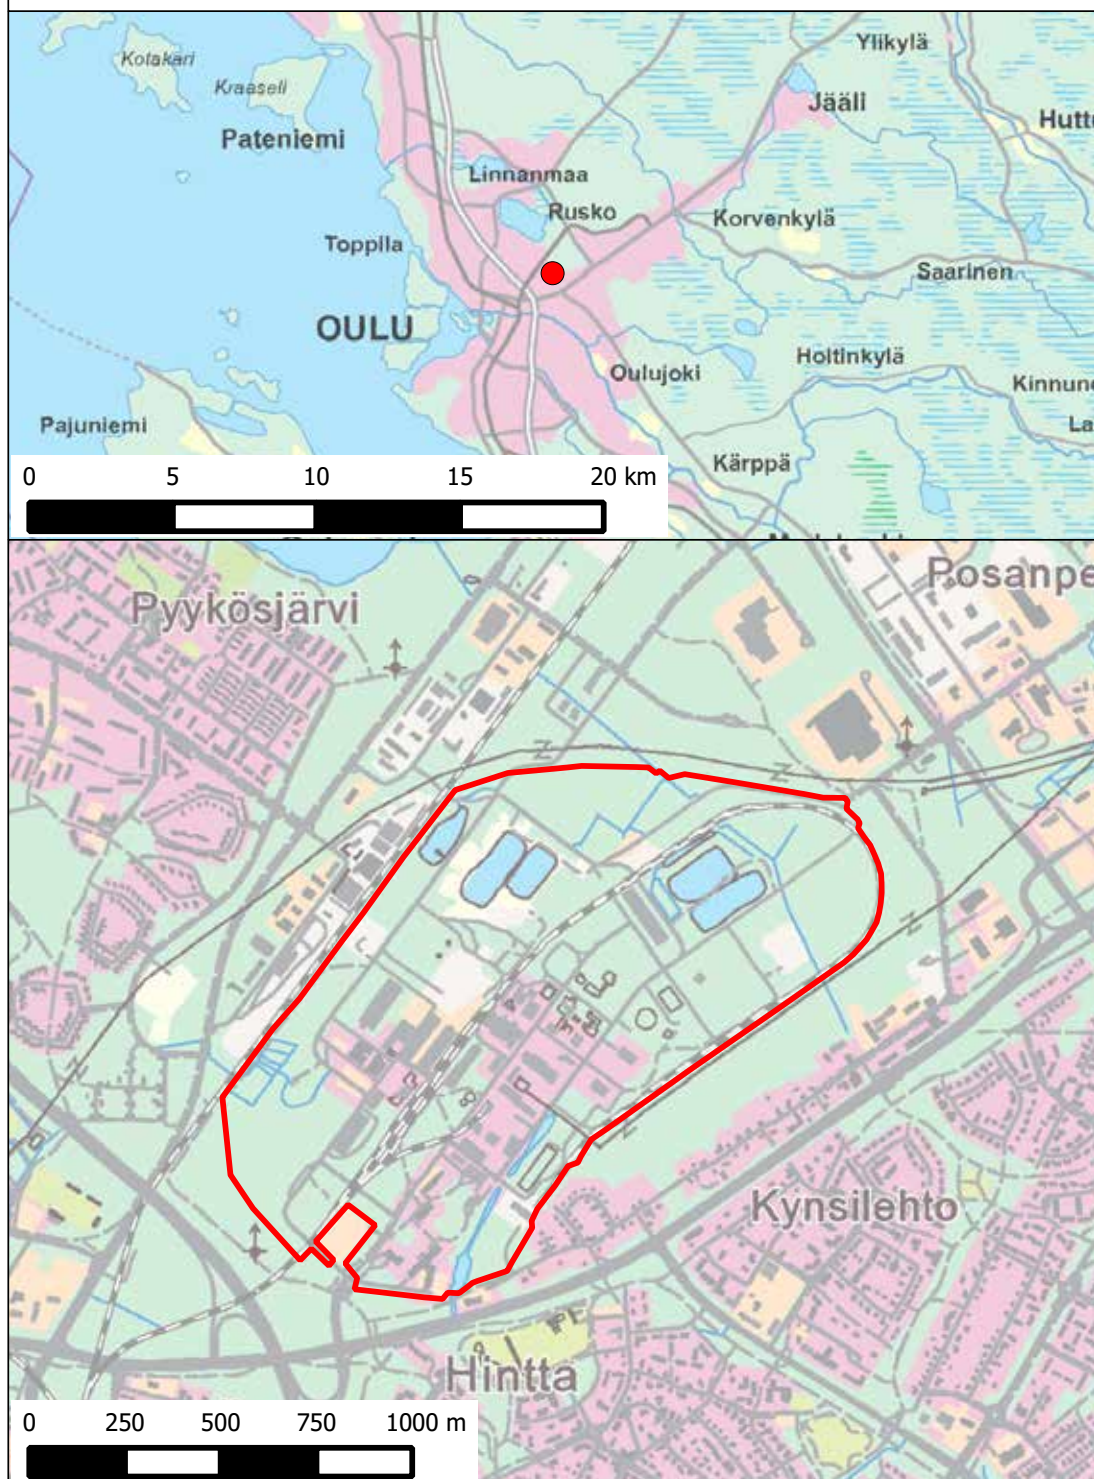 Kotakari
Ylikylä
Kraaseli
Jääli
Pateniemi
Linnanmaa
Rusko
Korvenkylä
Toppila
Saarinen
OULU
Holtinkylä
Oulujoki
Pajuniemi
Kärppä
0 5 10 15 20 km
Posanpe
Pyykösjärvi
Kynsilehto
Hintta
0 250 500 750 1000 m